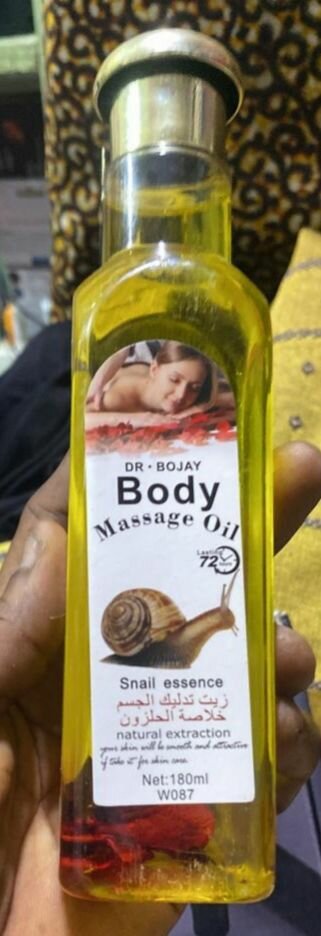 DR • BOJAY
Body
Massage Oil
Lasting
72 hours
Snail essence
زيت تدليك الجسم
خلاصة الحلزون
natural extraction
your skin will be smooth and attractive
if take it for skin care
Net:180ml
W087